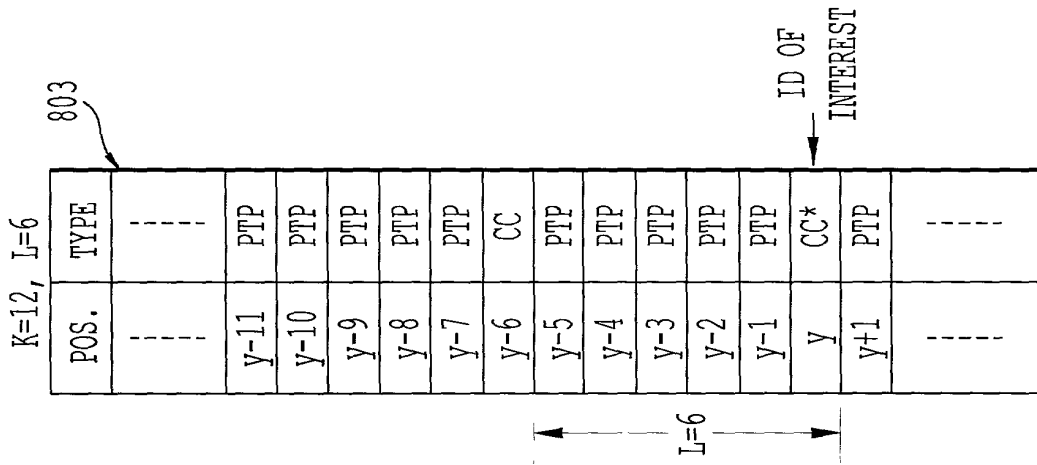 K=12, L=6
803
POS. TYPE
------ ------
y-11 PTP
y-10 PTP
y-9 PTP
y-8 PTP
y-7 PTP
y-6 CC
y-5 PTP
y-4 PTP
y-3 PTP
y-2 PTP
y-1 PTP
y CC*
y+1 PTP
------ ------
L=6
ID OF
INTEREST